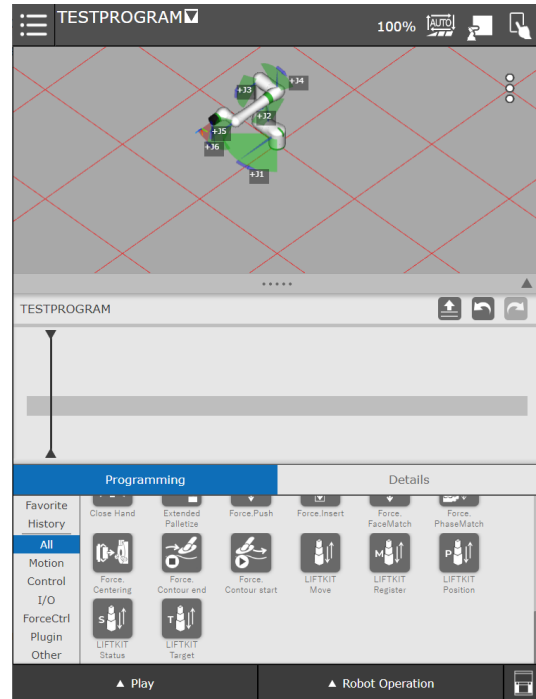 TESTPROGRAM
100%
AUTO
+J4
+J3
+J2
+J5
+J6
+J1
TESTPROGRAM
Programming
Details
Favorite
History
All
Motion
Control
I/O
ForceCtrl
Plugin
Other
Close Hand
Extended
Palletize
Force.Push
Force.Insert
Force.
FaceMatch
Force.
PhaseMatch
Force.
Centering
Force.
Contour end
Force.
Contour start
LIFTKIT
Move
M
LIFTKIT
Register
P
LIFTKIT
Position
S
LIFTKIT
Status
T
LIFTKIT
Target
▲ Play
▲ Robot Operation